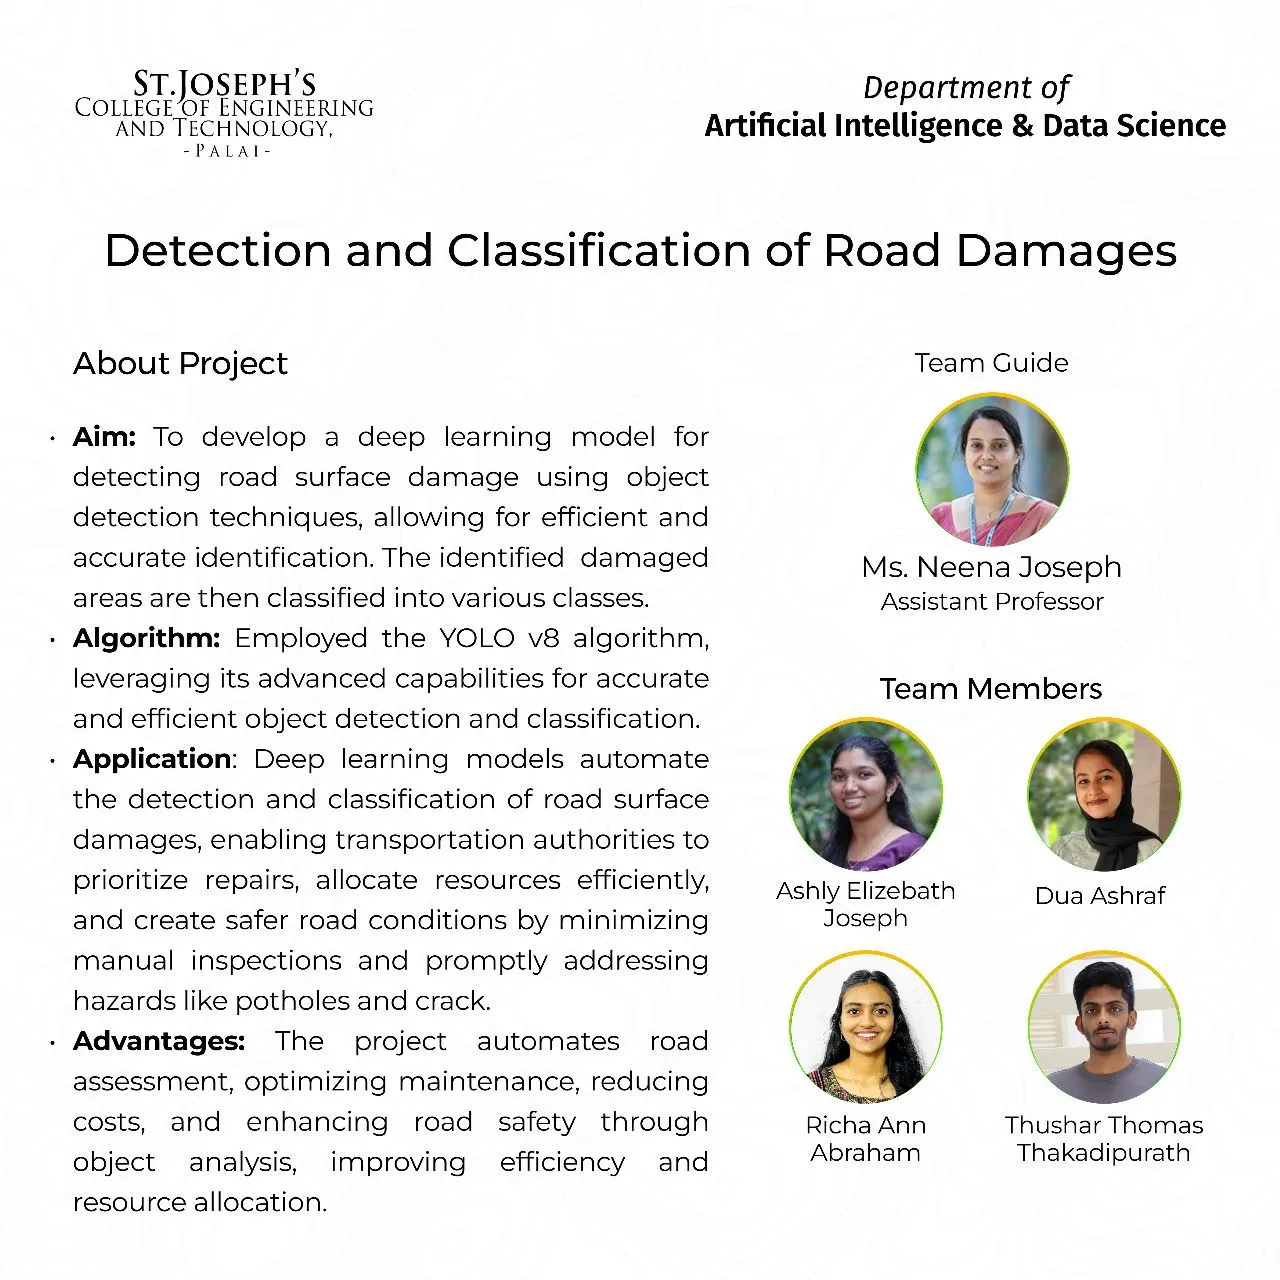 ST.JOSEPH'S
COLLEGE OF ENGINEERING
AND TECHNOLOGY,
-PALAI-
Department of
Artificial Intelligence & Data Science
Detection and Classification of Road Damages
About Project
• Aim: To develop a deep learning model for
detecting road surface damage using object
detection techniques, allowing for efficient and
accurate identification. The identified damaged
areas are then classified into various classes.
• Algorithm: Employed the YOLO v8 algorithm,
leveraging its advanced capabilities for accurate
and efficient object detection and classification.
• Application: Deep learning models automate
the detection and classification of road surface
damages, enabling transportation authorities to
prioritize repairs, allocate resources efficiently,
and create safer road conditions by minimizing
manual inspections and promptly addressing
hazards like potholes and crack.
• Advantages: The project automates road
assessment, optimizing maintenance, reducing
costs, and enhancing road safety through
object analysis, improving efficiency and
resource allocation.
Team Guide
Ms. Neena Joseph
Assistant Professor
Team Members
Ashly Elizebath
Joseph
Dua Ashraf
Richa Ann
Abraham
Thushar Thomas
Thakadipurath